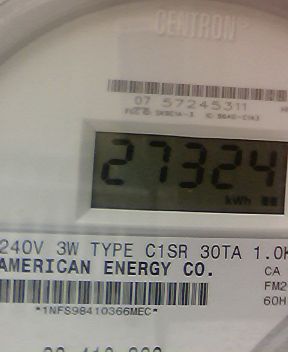 CENTRON®
07 57245311
27324
kWh
240V 3W TYPE C1SR 30TA 1.0K
AMERICAN ENERGY CO. CA
FM2
*1NFS98410366MEC* 60H